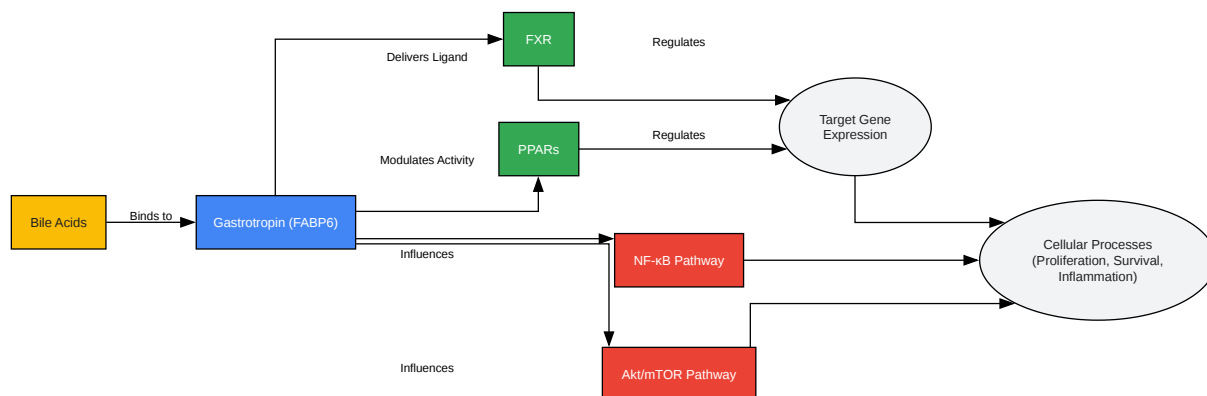 FXR
Regulates
Delivers Ligand
Target Gene
Expression
Regulates
PPARs
Modulates Activity
Bile Acids
Binds to
Gastrotropin (FABP6)
Influences
NF-κB Pathway
Cellular Processes
(Proliferation, Survival,
Inflammation)
Influences
Akt/mTOR Pathway